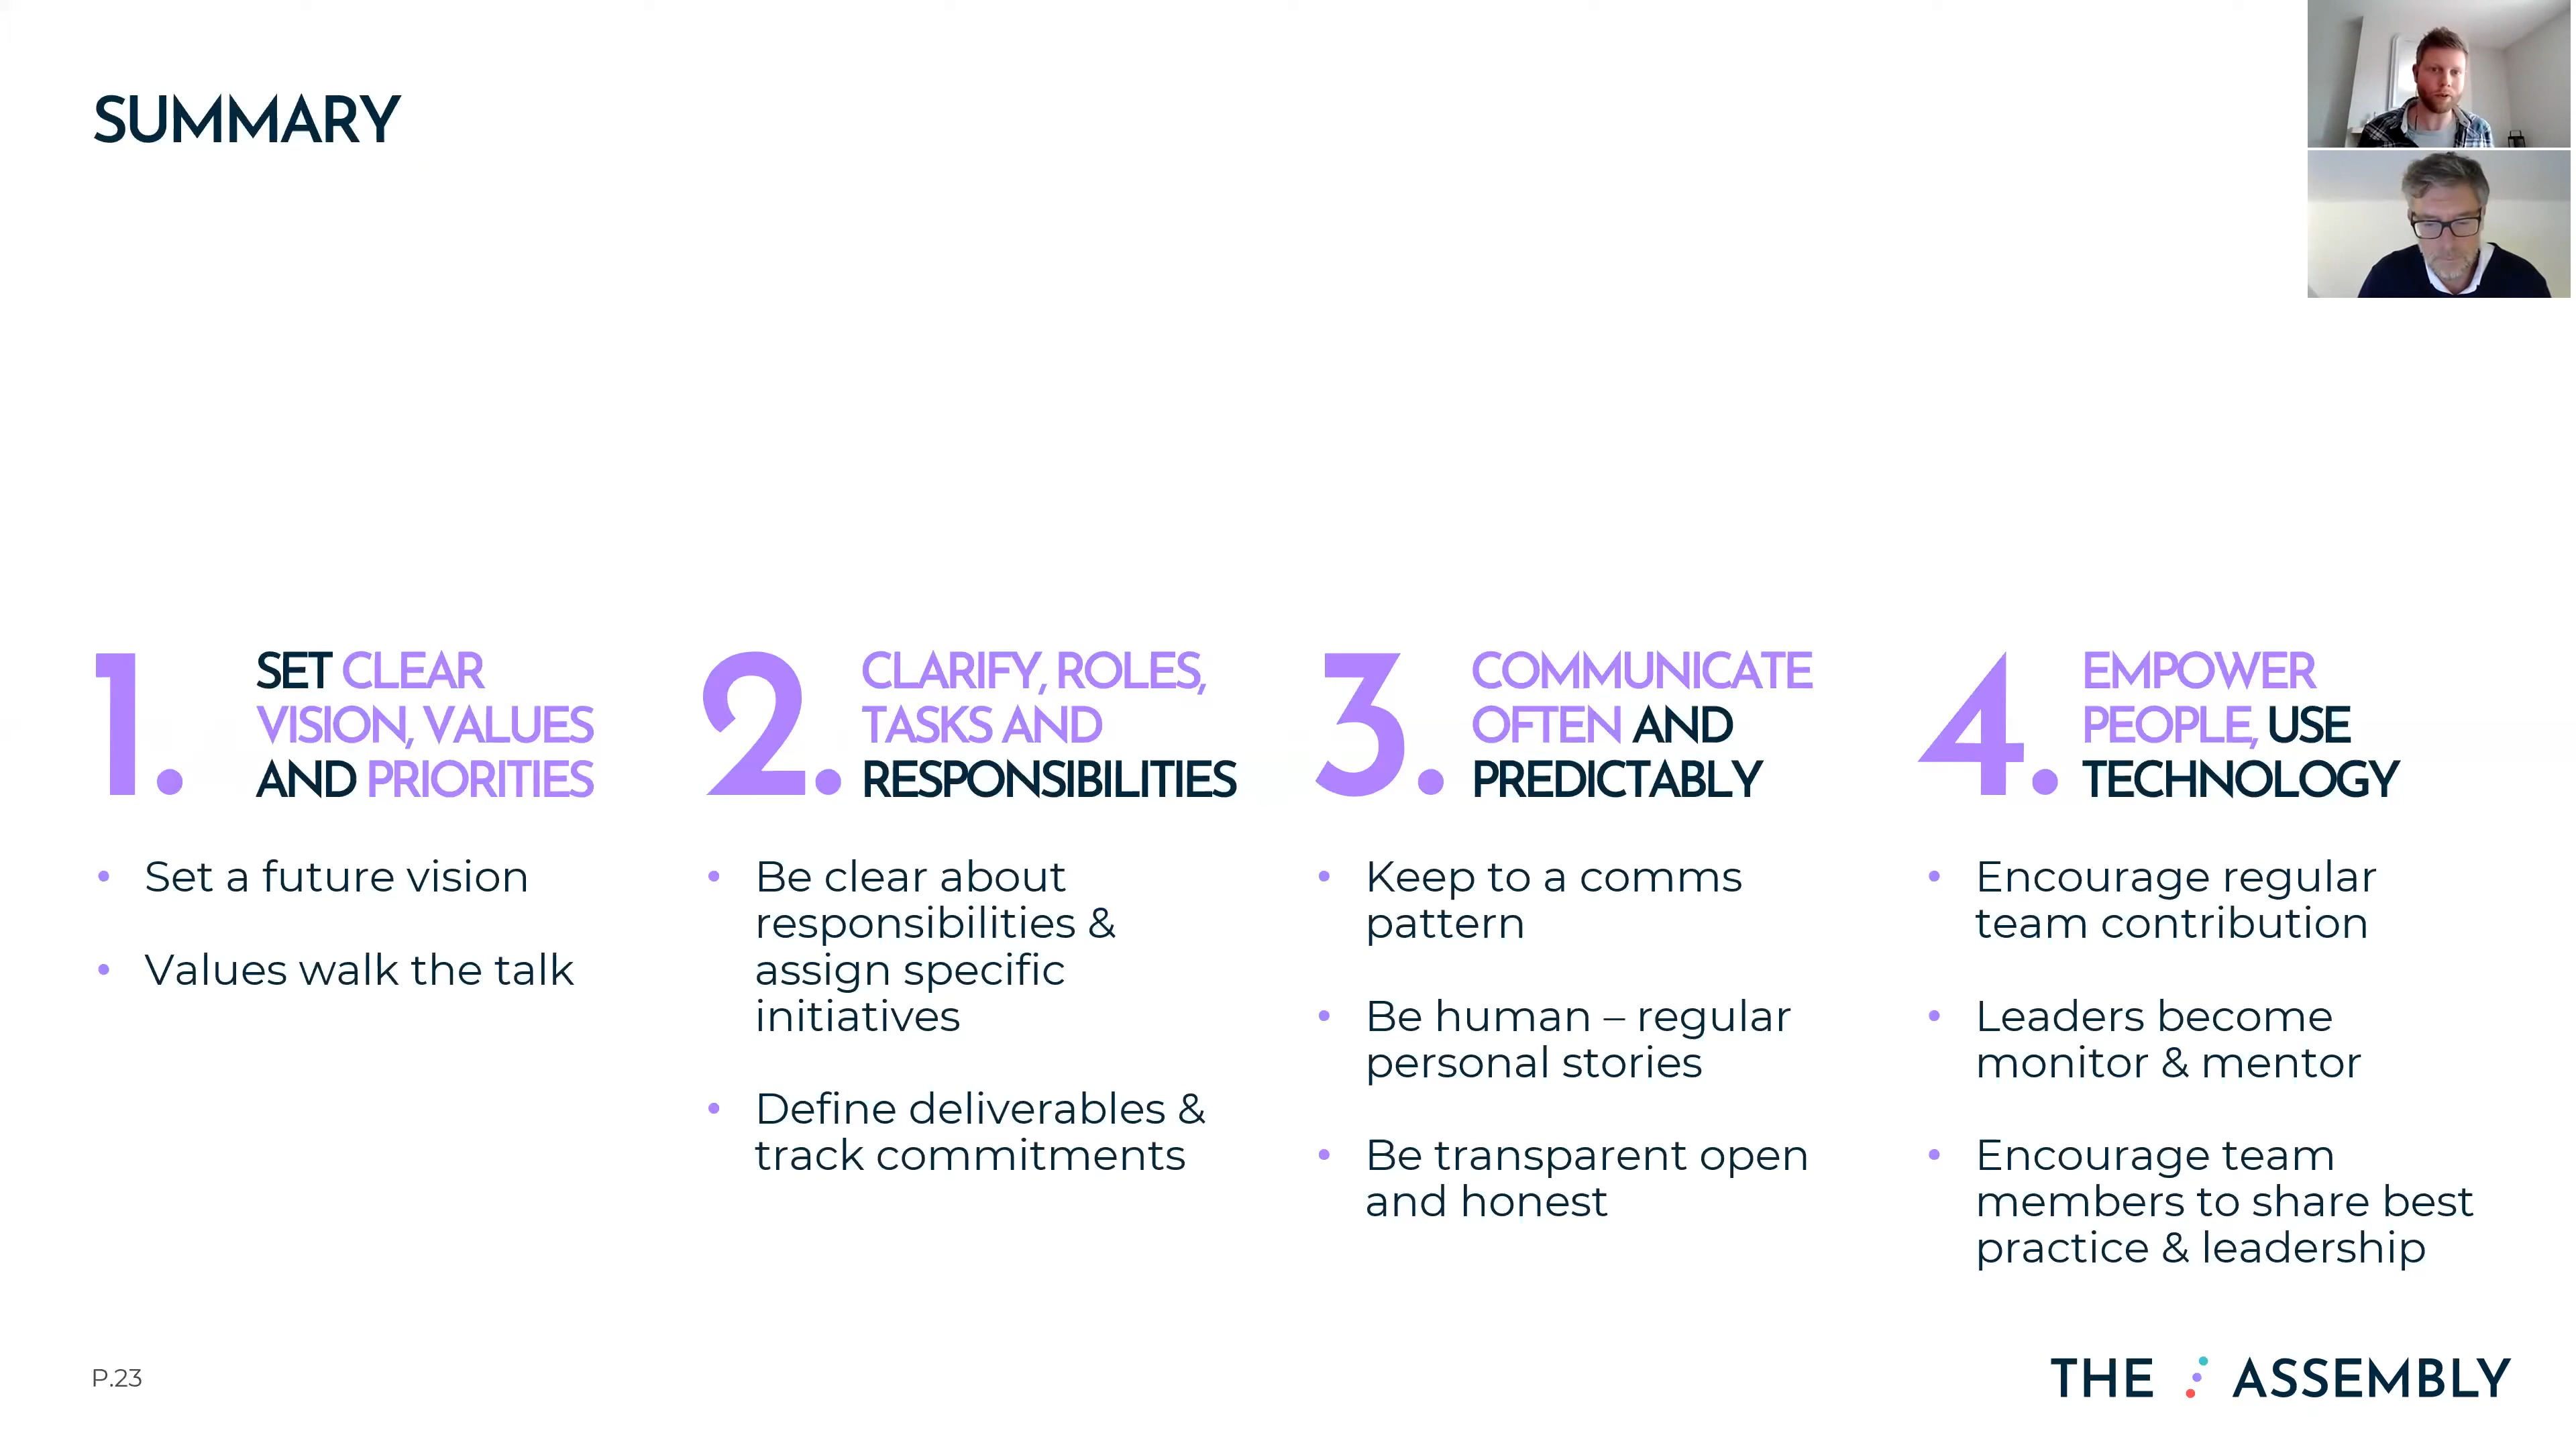 SUMMARY
1.
SET CLEAR
VISION, VALUES
AND PRIORITIES
• Set a future vision
• Values walk the talk
2.
CLARIFY, ROLES,
TASKS AND
RESPONSIBILITIES
• Be clear about
responsibilities &
assign specific
initiatives
• Define deliverables &
track commitments
3.
COMMUNICATE
OFTEN AND
PREDICTABLY
• Keep to a comms
pattern
• Be human – regular
personal stories
• Be transparent open
and honest
4.
EMPOWER
PEOPLE, USE
TECHNOLOGY
• Encourage regular
team contribution
• Leaders become
monitor & mentor
• Encourage team
members to share best
practice & leadership
P.23
THE ASSEMBLY